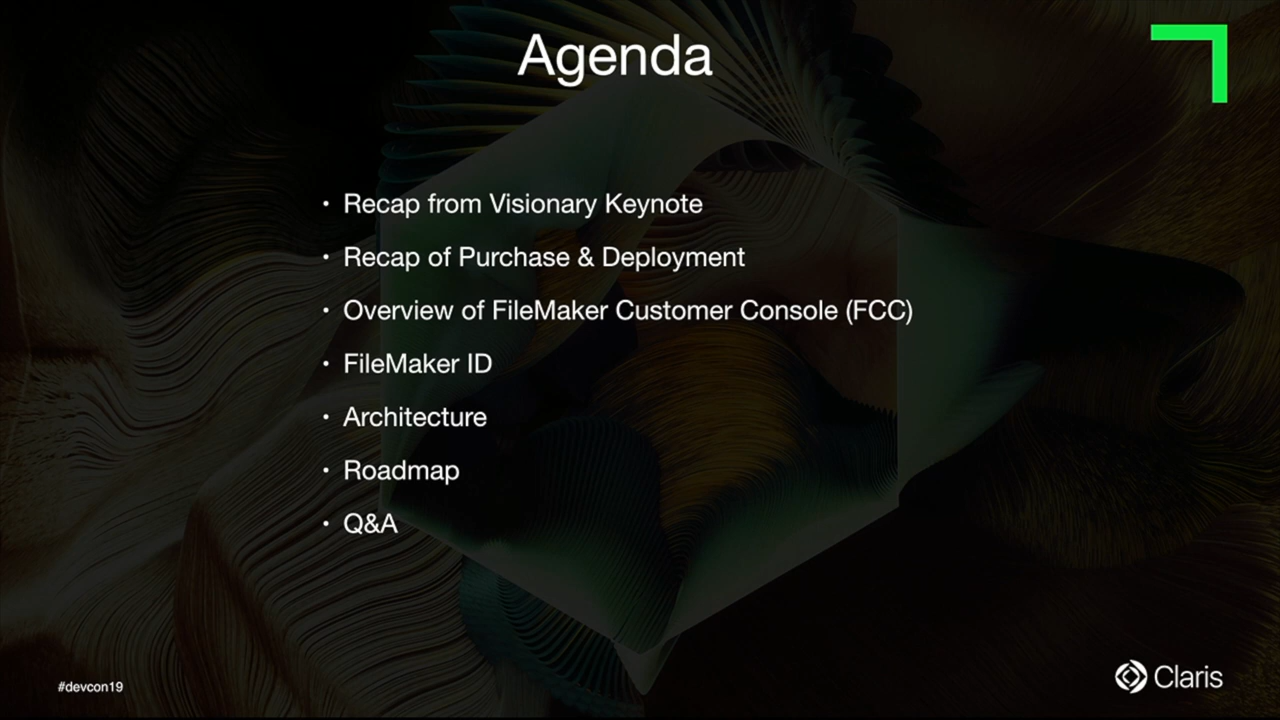 Agenda
• Recap from Visionary Keynote
• Recap of Purchase & Deployment
• Overview of FileMaker Customer Console (FCC)
• FileMaker ID
• Architecture
• Roadmap
• Q&A
#devcon19
Claris